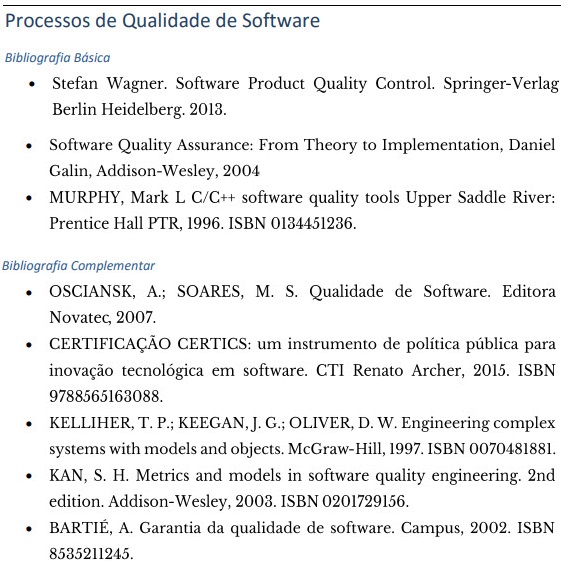 Processos de Qualidade de Software
Bibliografia Básica
• Stefan Wagner. Software Product Quality Control. Springer-Verlag
Berlin Heidelberg. 2013.
• Software Quality Assurance: From Theory to Implementation, Daniel
Galin, Addison-Wesley, 2004
• MURPHY, Mark L C/C++ software quality tools Upper Saddle River:
Prentice Hall PTR, 1996. ISBN 0134451236.
Bibliografia Complementar
• OSCIANSK, A.; SOARES, M. S. Qualidade de Software. Editora
Novatec, 2007.
• CERTIFICAÇÃO CERTICS: um instrumento de política pública para
inovação tecnológica em software. CTI Renato Archer, 2015. ISBN
9788565163088.
• KELLIHER, T. P.; KEEGAN, J. G.; OLIVER, D. W. Engineering complex
systems with models and objects. McGraw-Hill, 1997. ISBN 0070481881.
• KAN, S. H. Metrics and models in software quality engineering. 2nd
edition. Addison-Wesley, 2003. ISBN 0201729156.
• BARTIÉ, A. Garantia da qualidade de software. Campus, 2002. ISBN
8535211245.